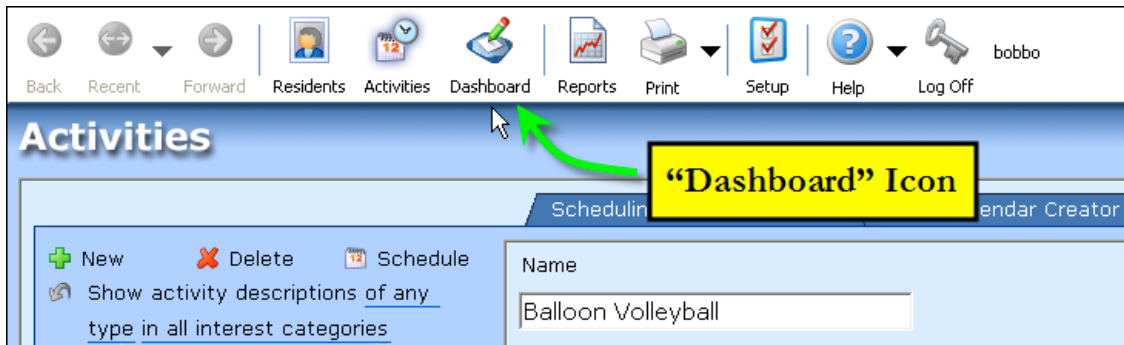 bobbo
Back Recent Forward Residents Activities Dashboard Reports Print Setup Help Log Off
Activities
“Dashboard” Icon
endar Creator
New Delete Schedule
Name
Show activity descriptions of any
type in all interest categories
Balloon Volleyball